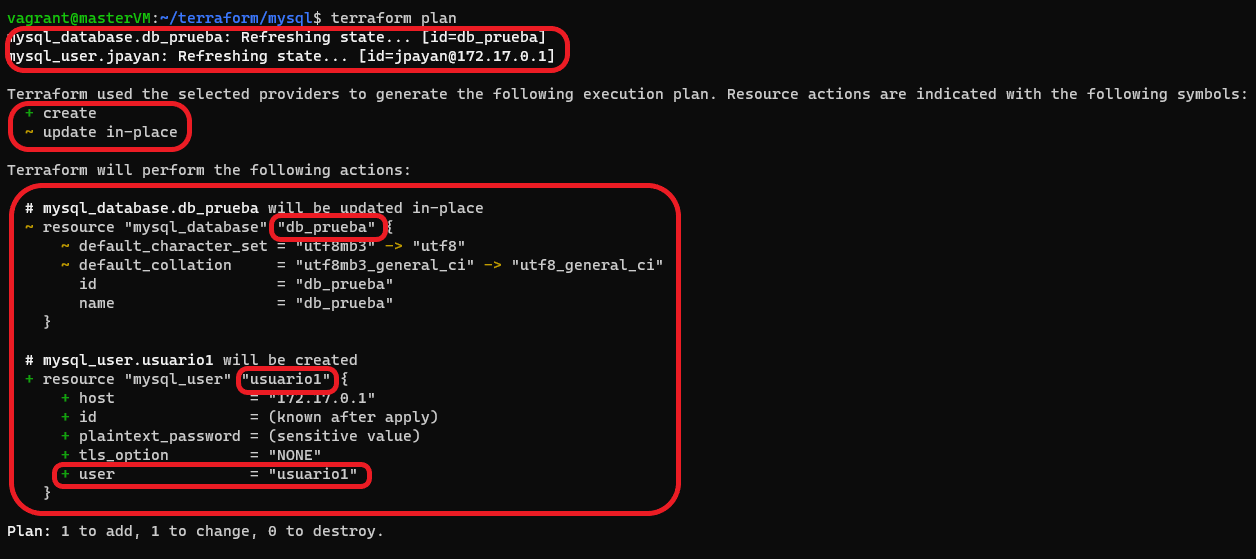 vagrant@masterVM:~/terraform/mysql$ terraform plan
mysql_database.db_prueba: Refreshing state... [id=db_prueba]
mysql_user.jpayan: Refreshing state... [id=jpayan@172.17.0.1]
Terraform used the selected providers to generate the following execution plan. Resource actions are indicated with the following symbols:
+ create
~ update in-place
Terraform will perform the following actions:
# mysql_database.db_prueba will be updated in-place
~ resource "mysql_database" "db_prueba" {
~ default_character_set = "utf8mb3" -> "utf8"
~ default_collation = "utf8mb3_general_ci" -> "utf8_general_ci"
id = "db_prueba"
name = "db_prueba"
}
# mysql_user.usuario1 will be created
+ resource "mysql_user" "usuario1" {
+ host = "172.17.0.1"
+ id = (known after apply)
+ plaintext_password = (sensitive value)
+ tls_option = "NONE"
+ user = "usuario1"
}
Plan: 1 to add, 1 to change, 0 to destroy.